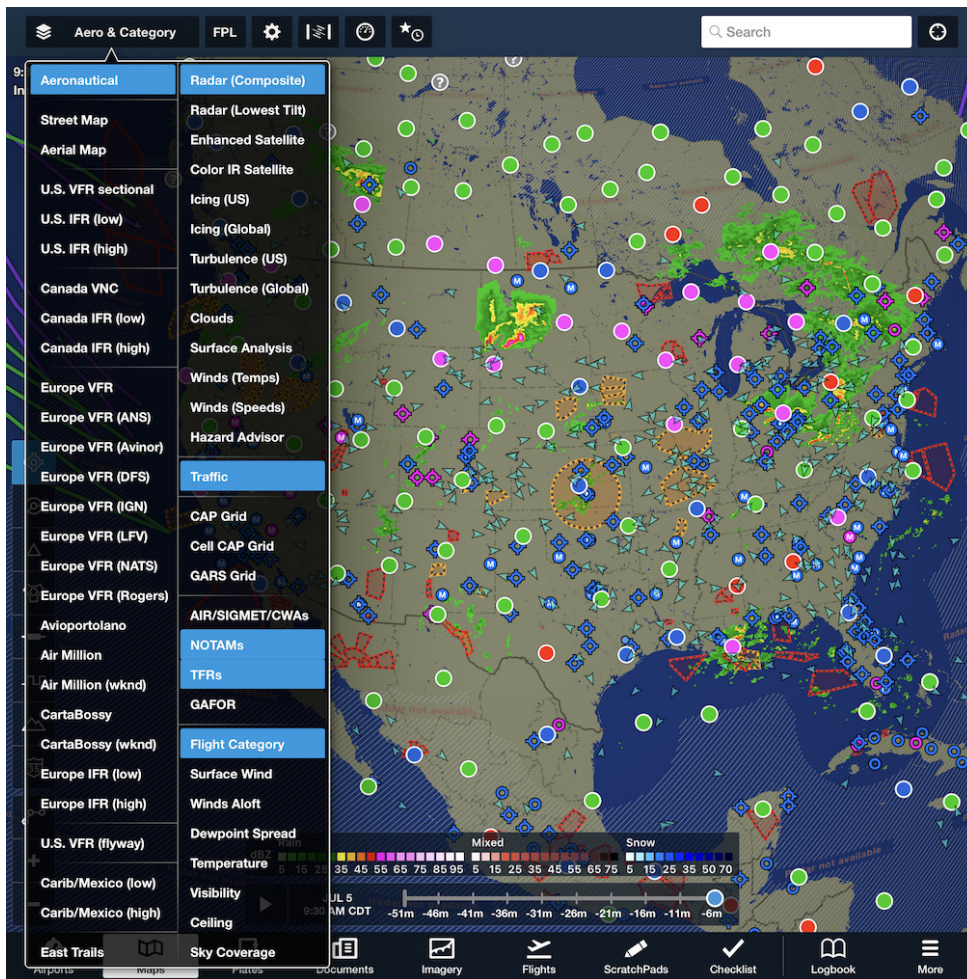 Aero & Category
FPL
Search
9:
In
Aeronautical
Street Map
Aerial Map
U.S. VFR sectional
U.S. IFR (low)
U.S. IFR (high)
Canada VNC
Canada IFR (low)
Canada IFR (high)
Europe VFR
Europe VFR (ANS)
Europe VFR (Avinor)
Europe VFR (DFS)
Europe VFR (IGN)
Europe VFR (LFV)
Europe VFR (NATS)
Europe VFR (Rogers)
Avioportolano
Air Million
Air Million (wknd)
CartaBossy
CartaBossy (wknd)
Europe IFR (low)
Europe IFR (high)
U.S. VFR (flyway)
Carib/Mexico (low)
Carib/Mexico (high)
East Trails
Radar (Composite)
Radar (Lowest Tilt)
Enhanced Satellite
Color IR Satellite
Icing (US)
Icing (Global)
Turbulence (US)
Turbulence (Global)
Clouds
Surface Analysis
Winds (Temps)
Winds (Speeds)
Hazard Advisor
Traffic
CAP Grid
Cell CAP Grid
GARS Grid
AIR/SIGMET/CWAs
NOTAMs
TFRs
GAFOR
Flight Category
Surface Wind
Winds Aloft
Dewpoint Spread
Temperature
Visibility
Ceiling
Sky Coverage
Rain Mixed Snow
dBZ
5 15 25 35 45 55 65 75 85 95 5 15 25 35 45 55 65 75 5 15 25 30 40 50 70
JUL 5
9:30 AM CDT
-51m -46m -41m -36m -31m -26m -21m -16m -11m -6m
Airports Maps Plates Documents Imagery Flights ScratchPads Checklist Logbook More